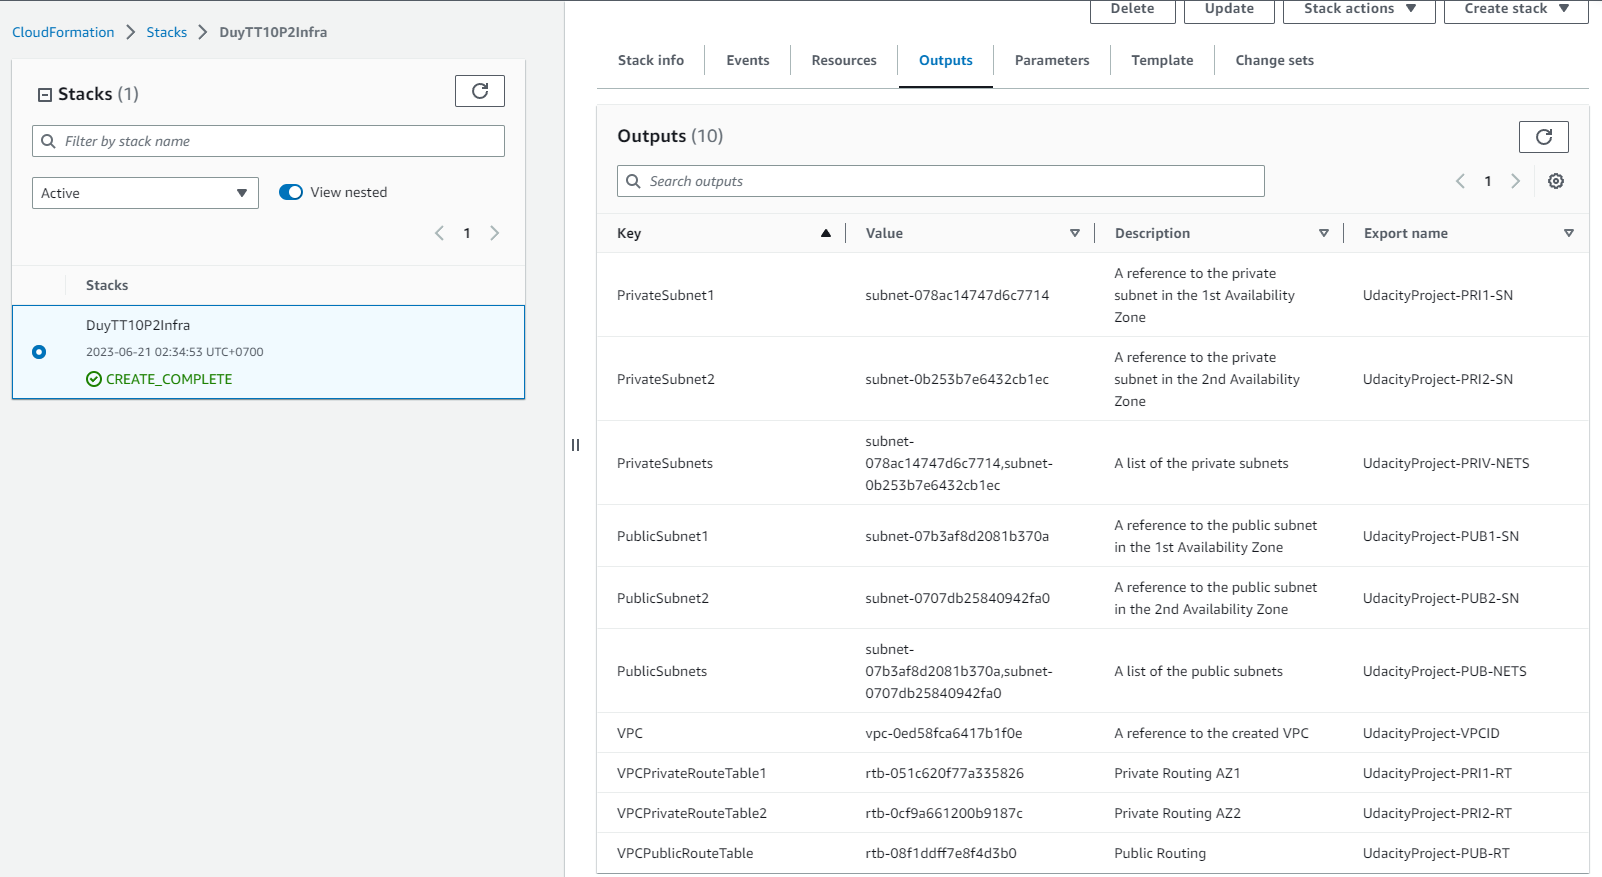 CloudFormation > Stacks > DuyTT10P2Infra
Stacks (1)
Filter by stack name
Active
View nested
1
Stacks
DuyTT10P2Infra
2023-06-21 02:34:53 UTC+0700
CREATE_COMPLETE
Delete
Update
Stack actions
Create stack
Stack info
Events
Resources
Outputs
Parameters
Template
Change sets
Outputs (10)
Search outputs
1
Key
Value
Description
Export name
PrivateSubnet1
subnet-078ac14747d6c7714
A reference to the private
subnet in the 1st Availability
Zone
UdacityProject-PRI1-SN
PrivateSubnet2
subnet-0b253b7e6432cb1ec
A reference to the private
subnet in the 2nd Availability
Zone
UdacityProject-PRI2-SN
PrivateSubnets
subnet-
078ac14747d6c7714,subnet-
0b253b7e6432cb1ec
A list of the private subnets
UdacityProject-PRIV-NETS
PublicSubnet1
subnet-07b3af8d2081b370a
A reference to the public subnet
in the 1st Availability Zone
UdacityProject-PUB1-SN
PublicSubnet2
subnet-0707db25840942fa0
A reference to the public subnet
in the 2nd Availability Zone
UdacityProject-PUB2-SN
PublicSubnets
subnet-
07b3af8d2081b370a,subnet-
0707db25840942fa0
A list of the public subnets
UdacityProject-PUB-NETS
VPC
vpc-0ed58fca6417b1f0e
A reference to the created VPC
UdacityProject-VPCID
VPCPrivateRouteTable1
rtb-051c620f77a335826
Private Routing AZ1
UdacityProject-PRI1-RT
VPCPrivateRouteTable2
rtb-0cf9a661200b9187c
Private Routing AZ2
UdacityProject-PRI2-RT
VPCPublicRouteTable
rtb-08f1ddff7e8f4d3b0
Public Routing
UdacityProject-PUB-RT